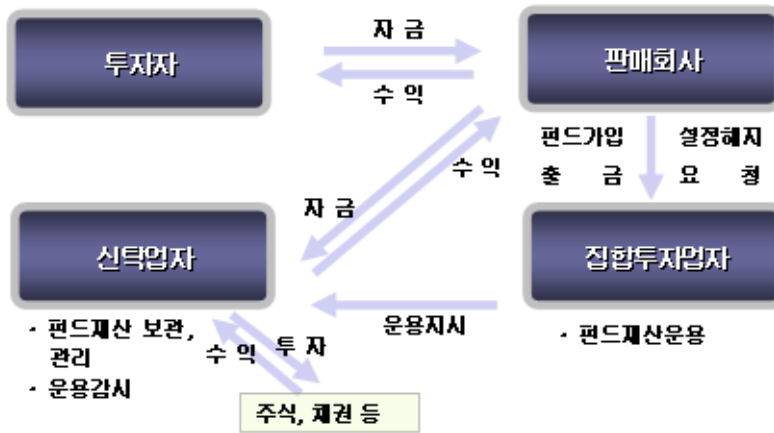 자 금
투자자
판매회사
수 익
펀드가입 설정해지
출 금 요 청
수 익
자 금
신탁업자
집합투자업자
운용지시
· 펀드재산 보관,
관리
· 운용감시
수 익
투 자
· 펀드재산운용
주식, 채권 등